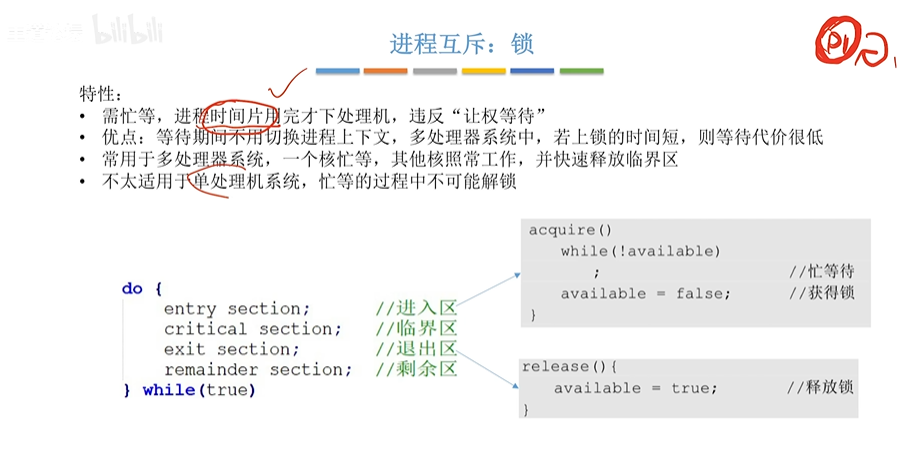 bilibili
进程互斥：锁
P1
特性：
• 需忙等，进程时间片用完才下处理机，违反“让权等待”
• 优点：等待期间不用切换进程上下文，多处理器系统中，若上锁的时间短，则等待代价很低
• 常用于多处理器系统，一个核忙等，其他核照常工作，并快速释放临界区
• 不太适用于单处理机系统，忙等的过程中不可能解锁
acquire()
while(!available)
; //忙等待
available = false; //获得锁
}
do {
entry section; //进入区
critical section; //临界区
exit section; //退出区
remainder section; //剩余区
} while(true)
release(){
available = true; //释放锁
}